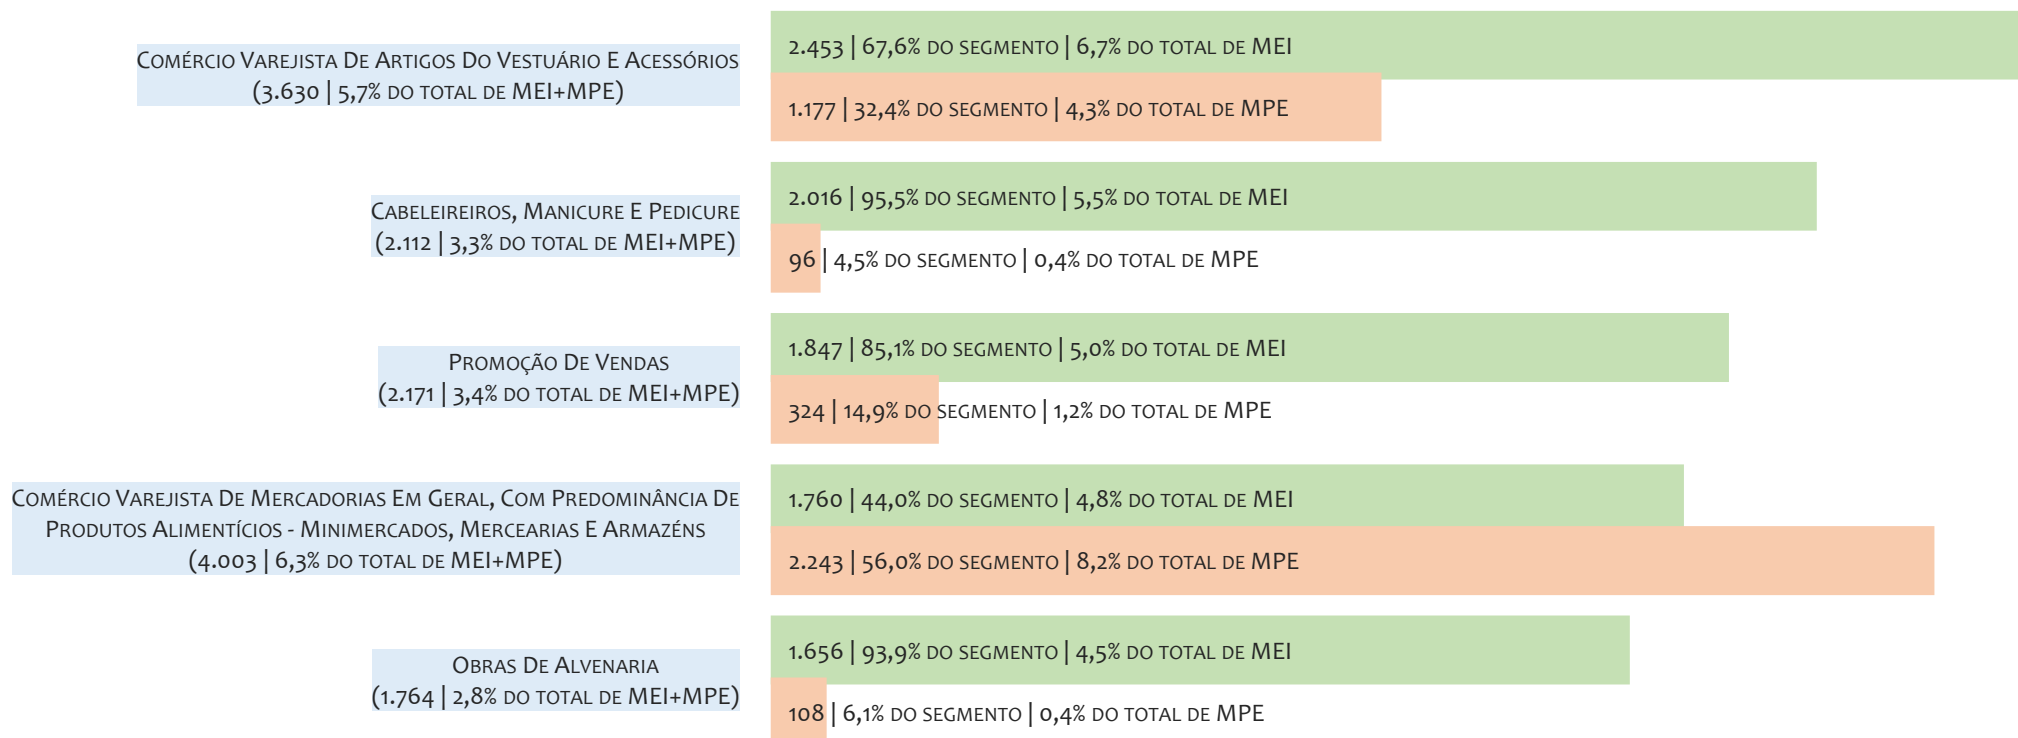 Comércio Varejista De Artigos Do Vestuário E Acessórios
(3.630 | 5,7% do total de MEI+MPE)
2.453 | 67,6% do segmento | 6,7% do total de MEI
1.177 | 32,4% do segmento | 4,3% do total de MPE
Cabeleireiros, Manicure E Pedicure
(2.112 | 3,3% do total de MEI+MPE)
2.016 | 95,5% do segmento | 5,5% do total de MEI
96 | 4,5% do segmento | 0,4% do total de MPE
Promoção De Vendas
(2.171 | 3,4% do total de MEI+MPE)
1.847 | 85,1% do segmento | 5,0% do total de MEI
324 | 14,9% do segmento | 1,2% do total de MPE
Comércio Varejista De Mercadorias Em Geral, Com Predominância De
Produtos Alimentícios - Minimercados, Mercearias E Armazéns
(4.003 | 6,3% do total de MEI+MPE)
1.760 | 44,0% do segmento | 4,8% do total de MEI
2.243 | 56,0% do segmento | 8,2% do total de MPE
Obras De Alvenaria
(1.764 | 2,8% do total de MEI+MPE)
1.656 | 93,9% do segmento | 4,5% do total de MEI
108 | 6,1% do segmento | 0,4% do total de MPE